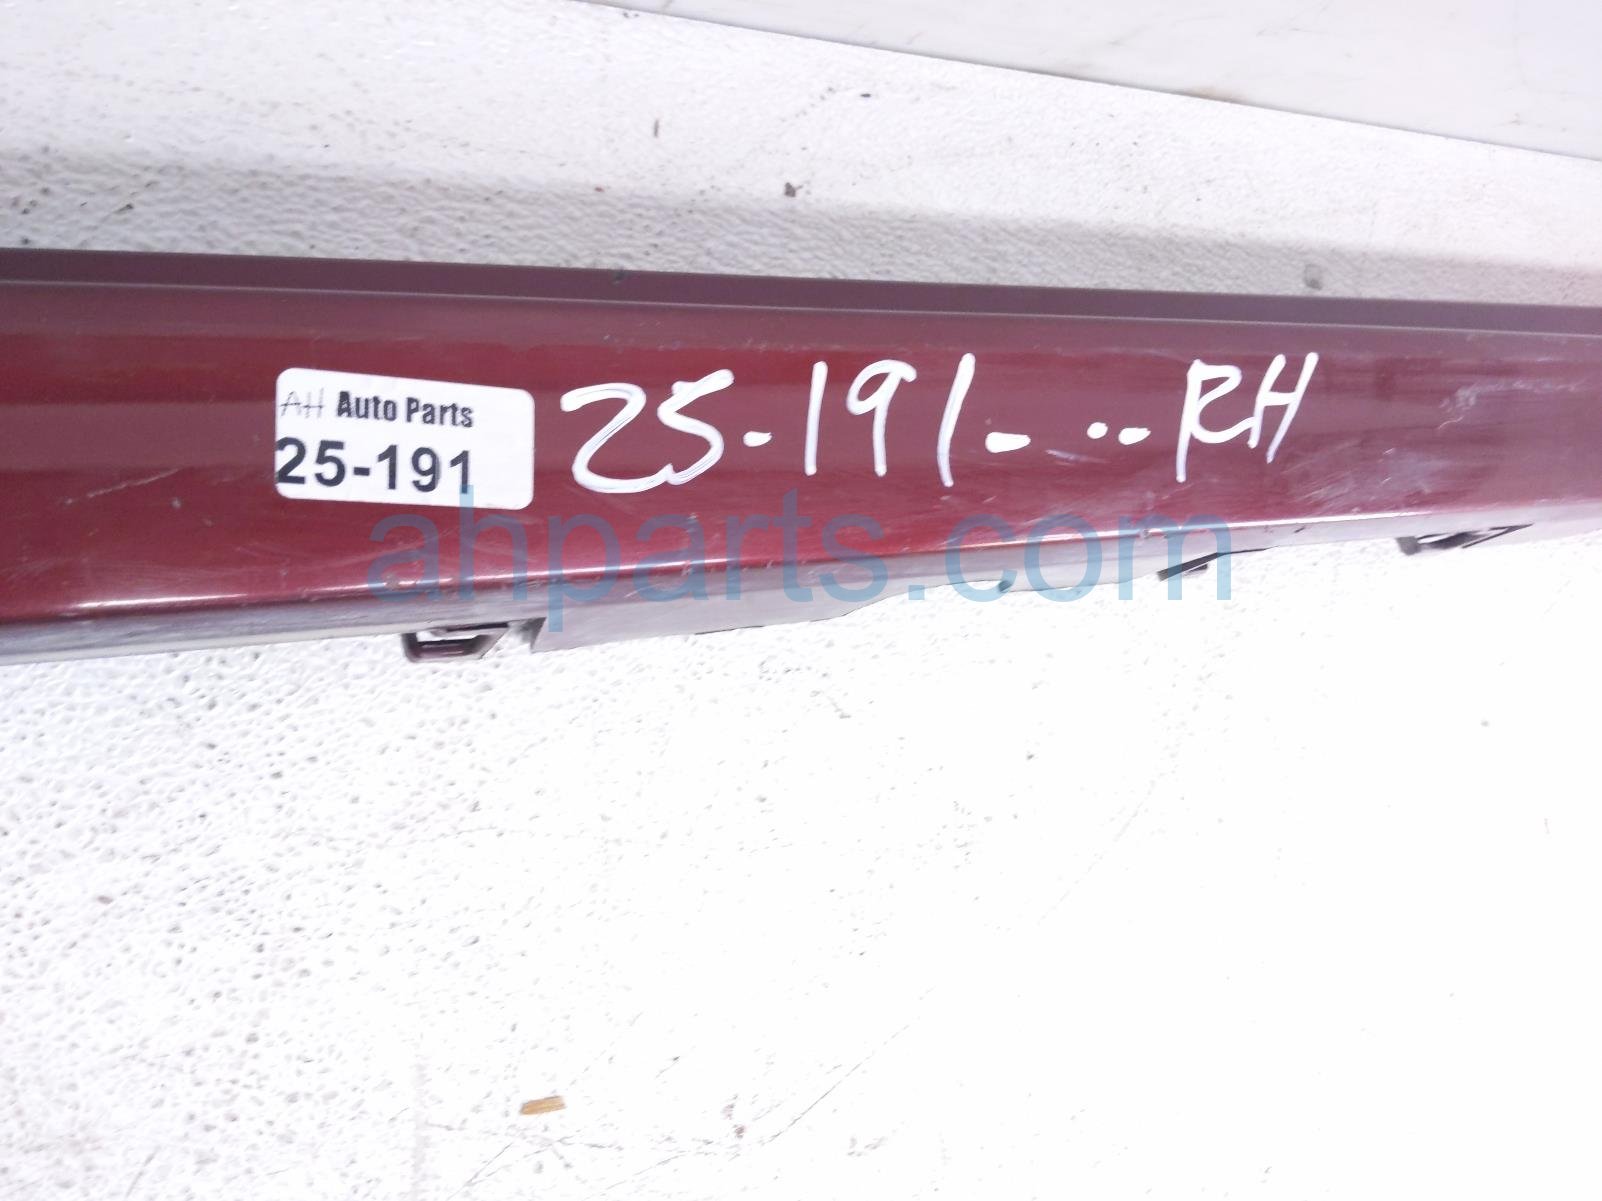 AH Auto Parts
25-191
25-191- --RH
ahparts.com